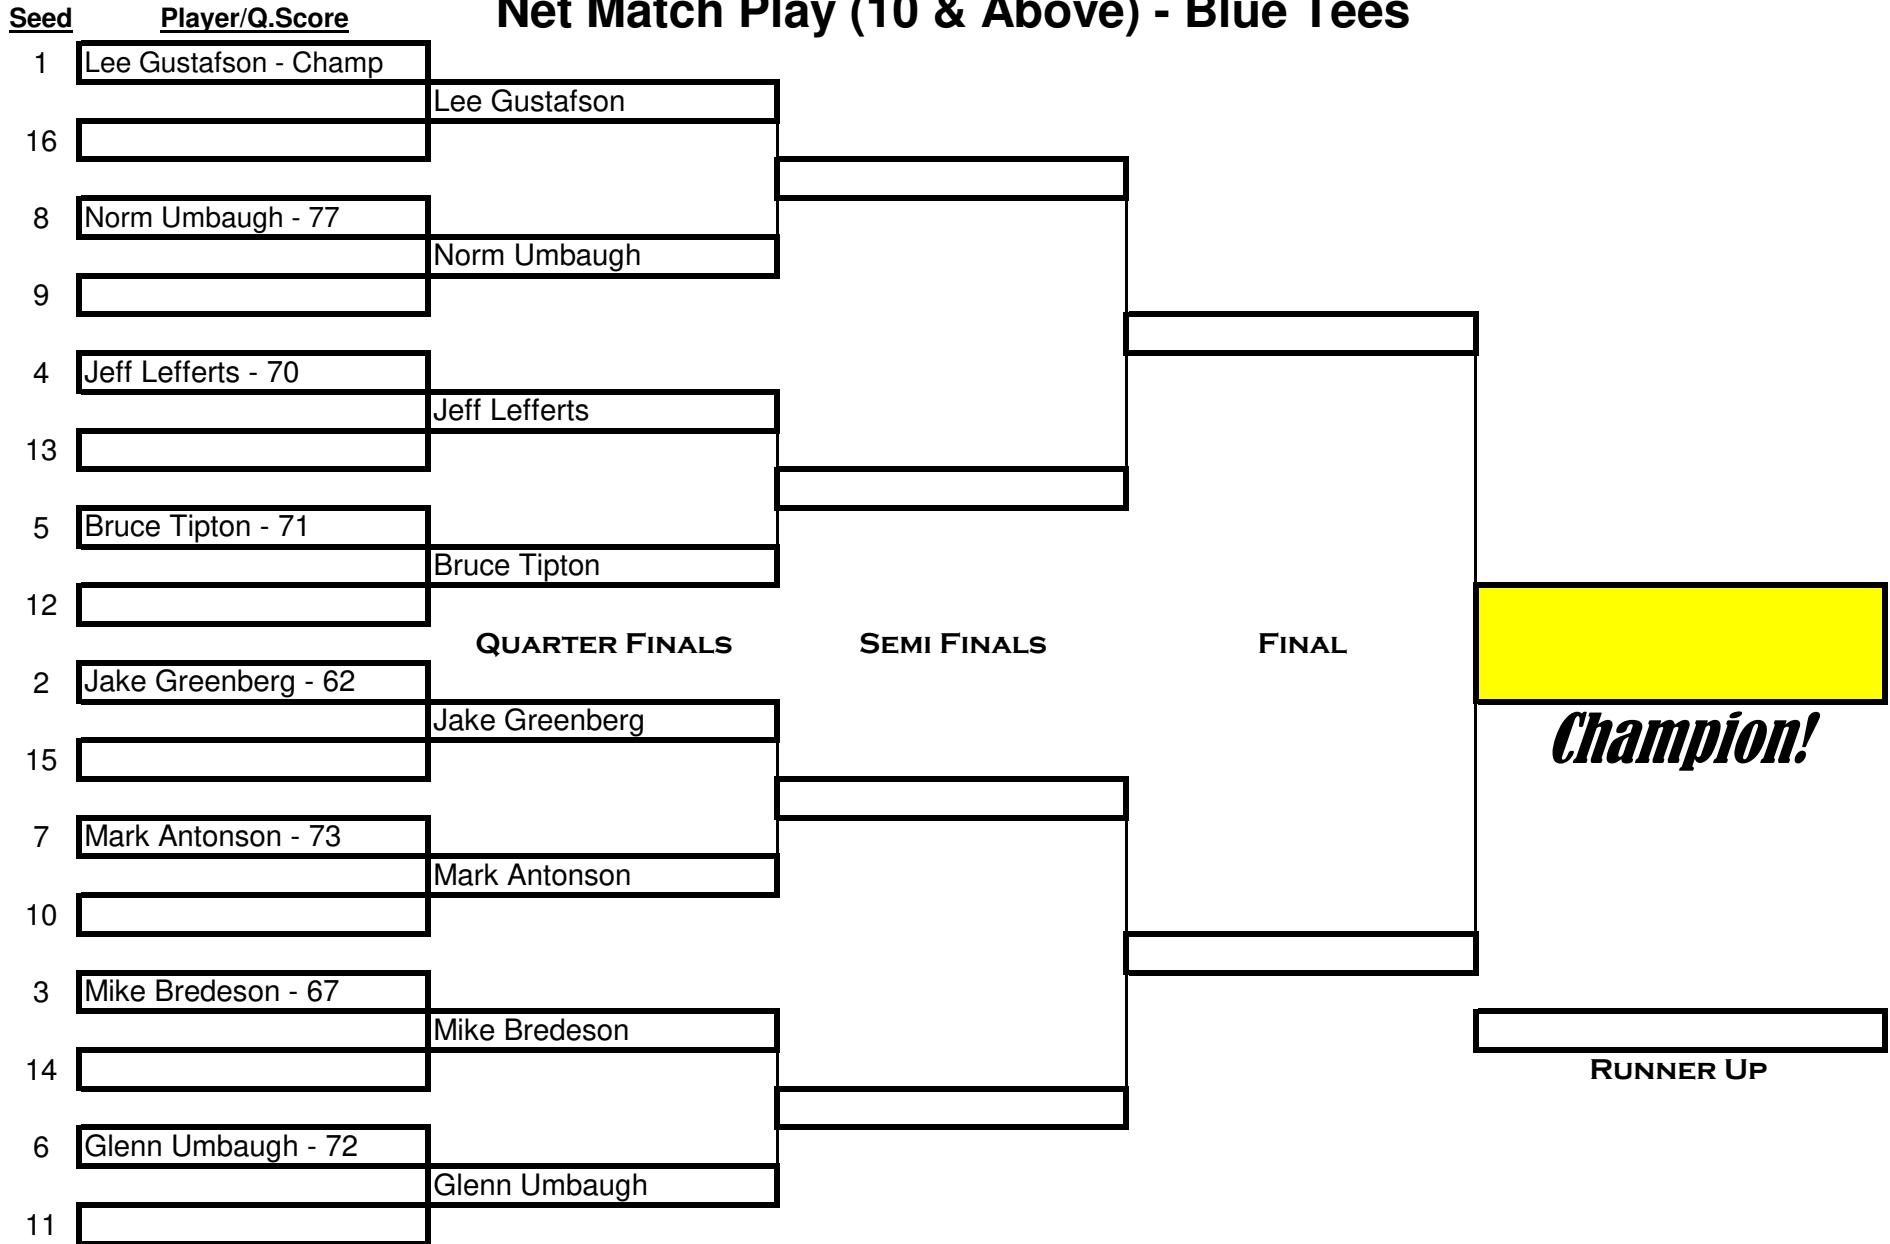 Net Match Play (10 & Above) - Blue Tees
Seed Player/Q.Score
1 Lee Gustafson - Champ
Lee Gustafson
16
8 Norm Umbaugh - 77
Norm Umbaugh
9
4 Jeff Lefferts - 70
Jeff Lefferts
13
5 Bruce Tipton - 71
Bruce Tipton
12
QUARTER FINALS SEMI FINALS FINAL
2 Jake Greenberg - 62
Jake Greenberg
Champion!
15
7 Mark Antonson - 73
Mark Antonson
10
3 Mike Bredeson - 67
Mike Bredeson
14
RUNNER UP
6 Glenn Umbaugh - 72
Glenn Umbaugh
11